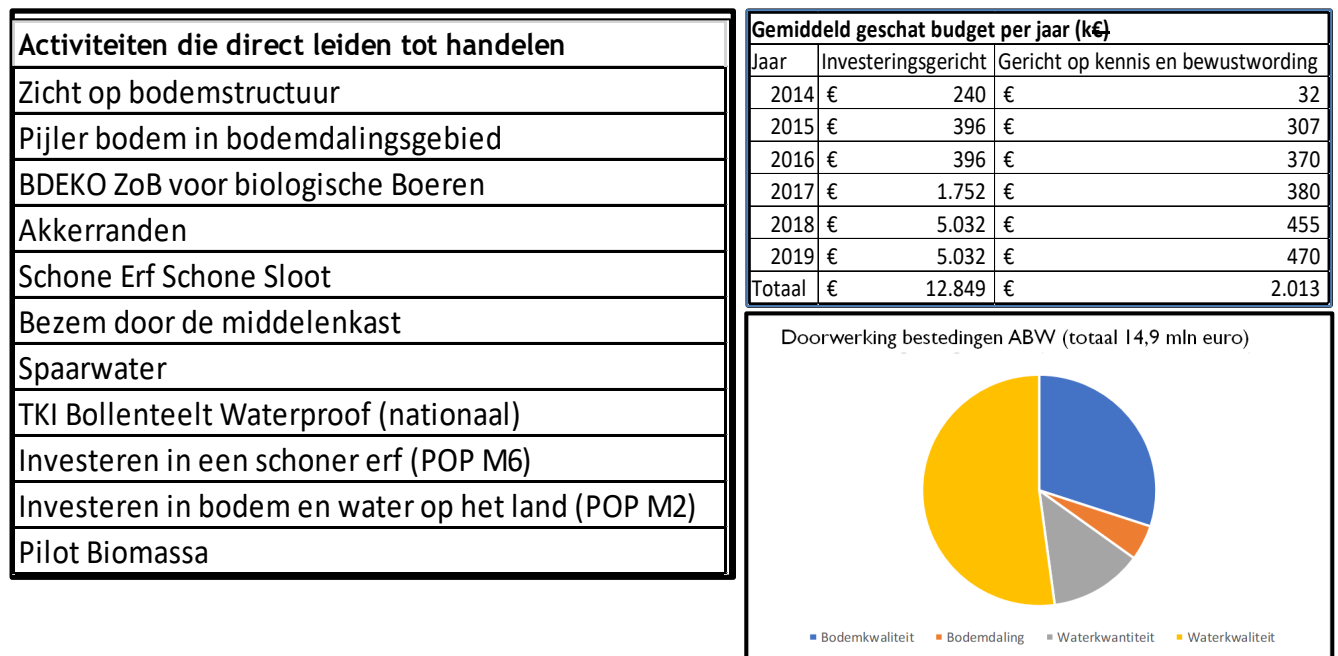 Activiteiten die direct leiden tot handelen
Zicht op bodemstructuur
Pijler bodem in bodemdalingsgebied
BDEKO ZoB voor biologische Boeren
Akkerranden
Schone Erf Schone Sloot
Bezem door de middelenkast
Spaarwater
TKI Bollenteelt Waterproof (nationaal)
Investeren in een schoner erf (POP M6)
Investeren in bodem en water op het land (POP M2)
Pilot Biomassa
Gemiddeld geschat budget per jaar (k€)
Jaar Investeringsgericht Gericht op kennis en bewustwording
2014 € 240 € 32
2015 € 396 € 307
2016 € 396 € 370
2017 € 1.752 € 380
2018 € 5.032 € 455
2019 € 5.032 € 470
Totaal € 12.849 € 2.013
Doorwerking bestedingen ABW (totaal 14,9 mln euro)
Bodemkwaliteit Bodemdaling Waterkwantiteit Waterkwaliteit